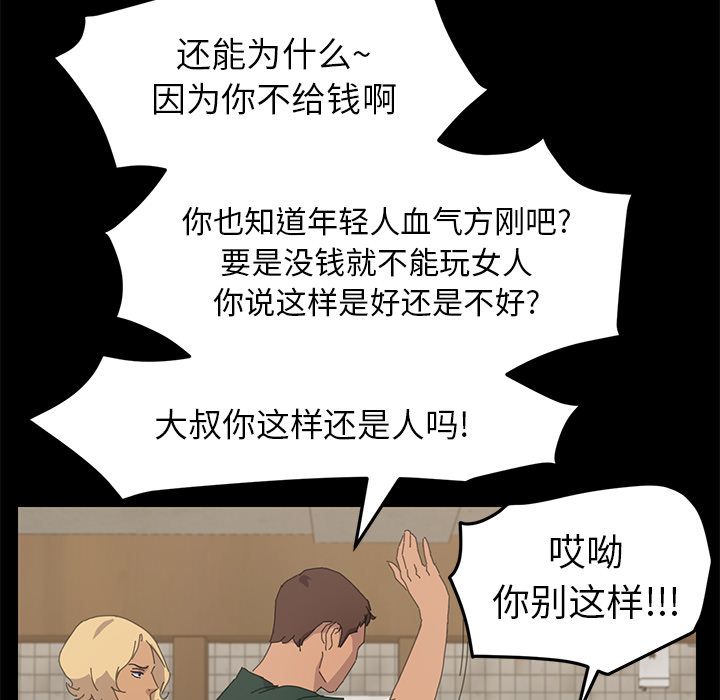 还能为什么~
因为你不给钱啊
你也知道年轻人血气方刚吧?
要是没钱就不能玩女人
你说这样是好还是不好?
大叔你这样还是人吗!
哎呦
你别这样!!!